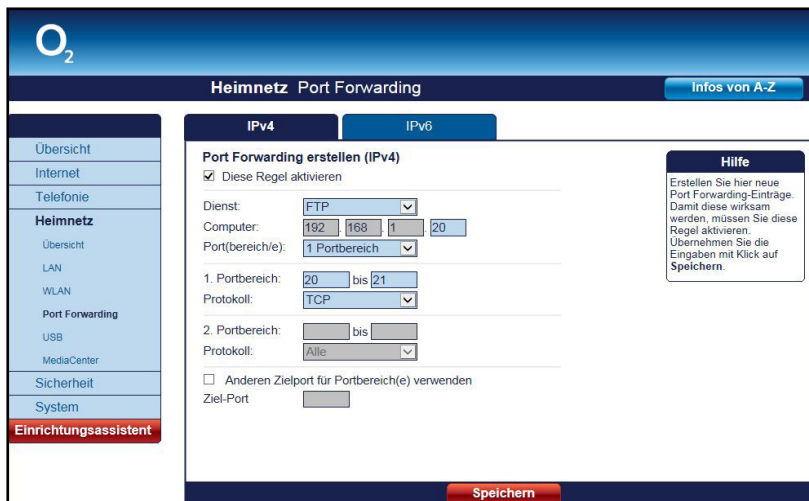 O2
Heimnetz Port Forwarding
Infos von A-Z
Übersicht
Internet
Telefonie
Heimnetz
Übersicht
LAN
WLAN
Port Forwarding
USB
MediaCenter
Sicherheit
System
Einrichtungsassistent
IPv4
IPv6
Port Forwarding erstellen (IPv4)
Diese Regel aktivieren
Dienst: FTP
Computer: 192 . 168 . 1 . 20
Port(bereich/e): 1 Portbereich
1. Portbereich: 20 bis 21
Protokoll: TCP
2. Portbereich: bis
Protokoll: Alle
Anderen Zielport für Portbereich(e) verwenden
Ziel-Port
Speichern
Hilfe
Erstellen Sie hier neue
Port Forwarding-Einträge.
Damit diese wirksam
werden, müssen Sie diese
Regel aktivieren.
Übernehmen Sie die
Eingaben mit Klick auf
Speichern.